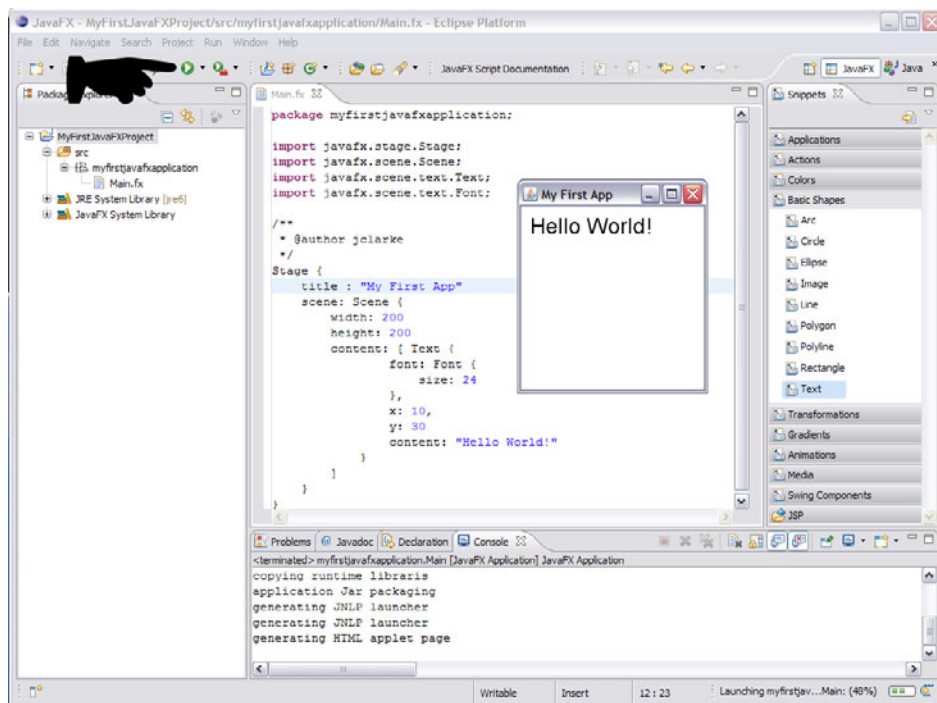 JavaFX - MyFirstJavaFXProject/src/myfirstjavafxapplication/Main.fx - Eclipse Platform
File Edit Navigate Search Project Run Window Help
JavaFX Script Documentation
JavaFX
Java
Main.fx
Snippets
package myfirstjavafxapplication;
import javafx.stage.Stage;
import javafx.scene.Scene;
import javafx.scene.text.Text;
import javafx.scene.text.Font;
/**
* @author jclarke
*/
Stage {
title : "My First App"
scene: Scene {
width: 200
height: 200
content: [ Text {
font: Font {
size: 24
},
x: 10,
y: 30
content: "Hello World!"
}
]
}
}
MyFirstJavaFXProject
src
myfirstjavafxapplication
Main.fx
JRE System Library [jre6]
JavaFX System Library
My First App
Hello World!
Applications
Actions
Colors
Basic Shapes
Arc
Circle
Ellipse
Image
Line
Polygon
Polyline
Rectangle
Text
Transformations
Gradients
Animations
Media
Swing Components
JSP
Problems
Javadoc
Declaration
Console
<terminated> myfirstjavafxapplication.Main [JavaFX Application] JavaFX Application
copying runtime libraris
application Jar packaging
generating JNLP launcher
generating JNLP launcher
generating HTML applet page
Writable
Insert
12 : 23
Launching myfirstjav...Main: (48%)